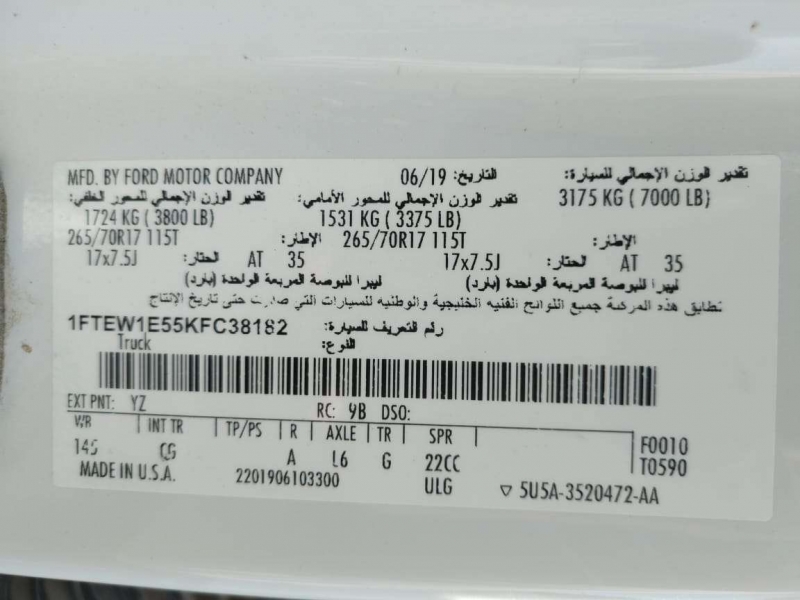 MFD. BY FORD MOTOR COMPANY 06/19 التاريخ: تقدير الوزن الإجمالي للسيارة:
تقدير الوزن الإجمالي للمحور الخلفي: تقدير الوزن الإجمالي للمحور الأمامي: 3175 KG ( 7000 LB)
1724 KG ( 3800 LB) 1531 KG ( 3375 LB)
265/70R17 115T الإطار: 265/70R17 115T الإطار:
17x7.5J الحتار: AT 35 17x7.5J الحتار: AT 35
ليبرا للبوصة المربعة الواحدة (بارد) ليبرا للبوصة المربعة الواحدة (بارد)
تطابق هذه المركبة جميع اللوائح الفنيه الخليجية والوطنيه للسيارات التي صادرت حتى تاريخ الإنتاج
1FTEW1E55KFC38182 رقم التعريف للسيارة:
Truck النوع:
EXT PNT: YZ RC: 9B DSO:
WB INT TR TP/PS R AXLE TR SPR F0010
145 CG A L6 G 22CC T0590
MADE IN U.S.A. 2201906103300 ULG ▽ 5U5A-3520472-AA